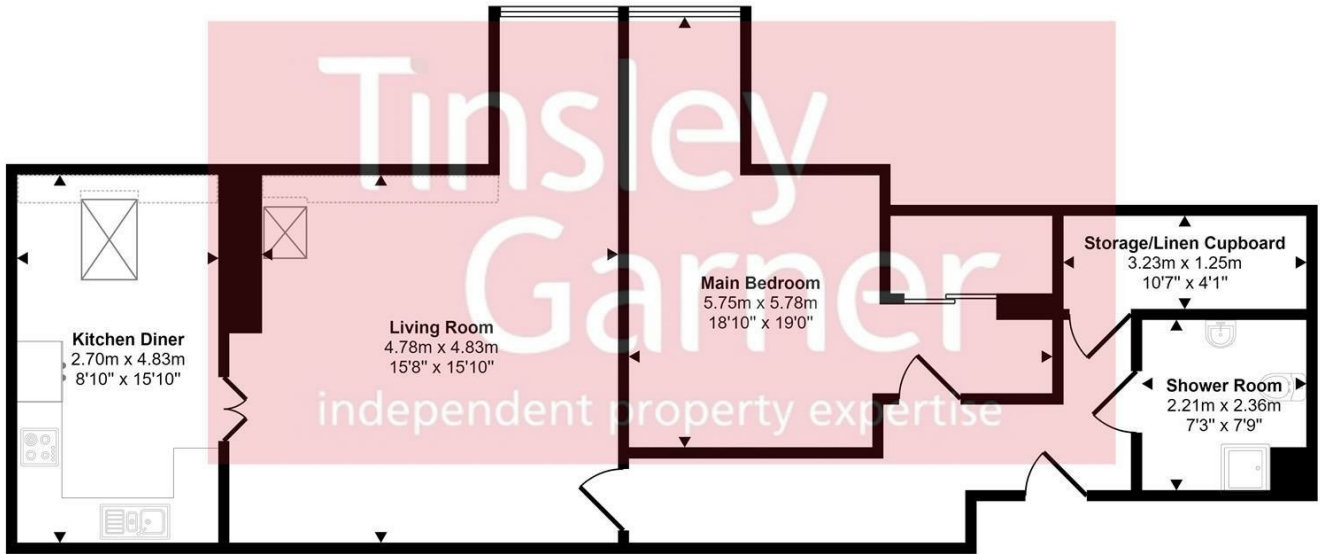 Tinsley
Garner
independent property expertise
Kitchen Diner
2.70m x 4.83m
8'10" x 15'10"
Living Room
4.78m x 4.83m
15'8" x 15'10"
Main Bedroom
5.75m x 5.78m
18'10" x 19'0"
Storage/Linen Cupboard
3.23m x 1.25m
10'7" x 4'1"
Shower Room
2.21m x 2.36m
7'3" x 7'9"